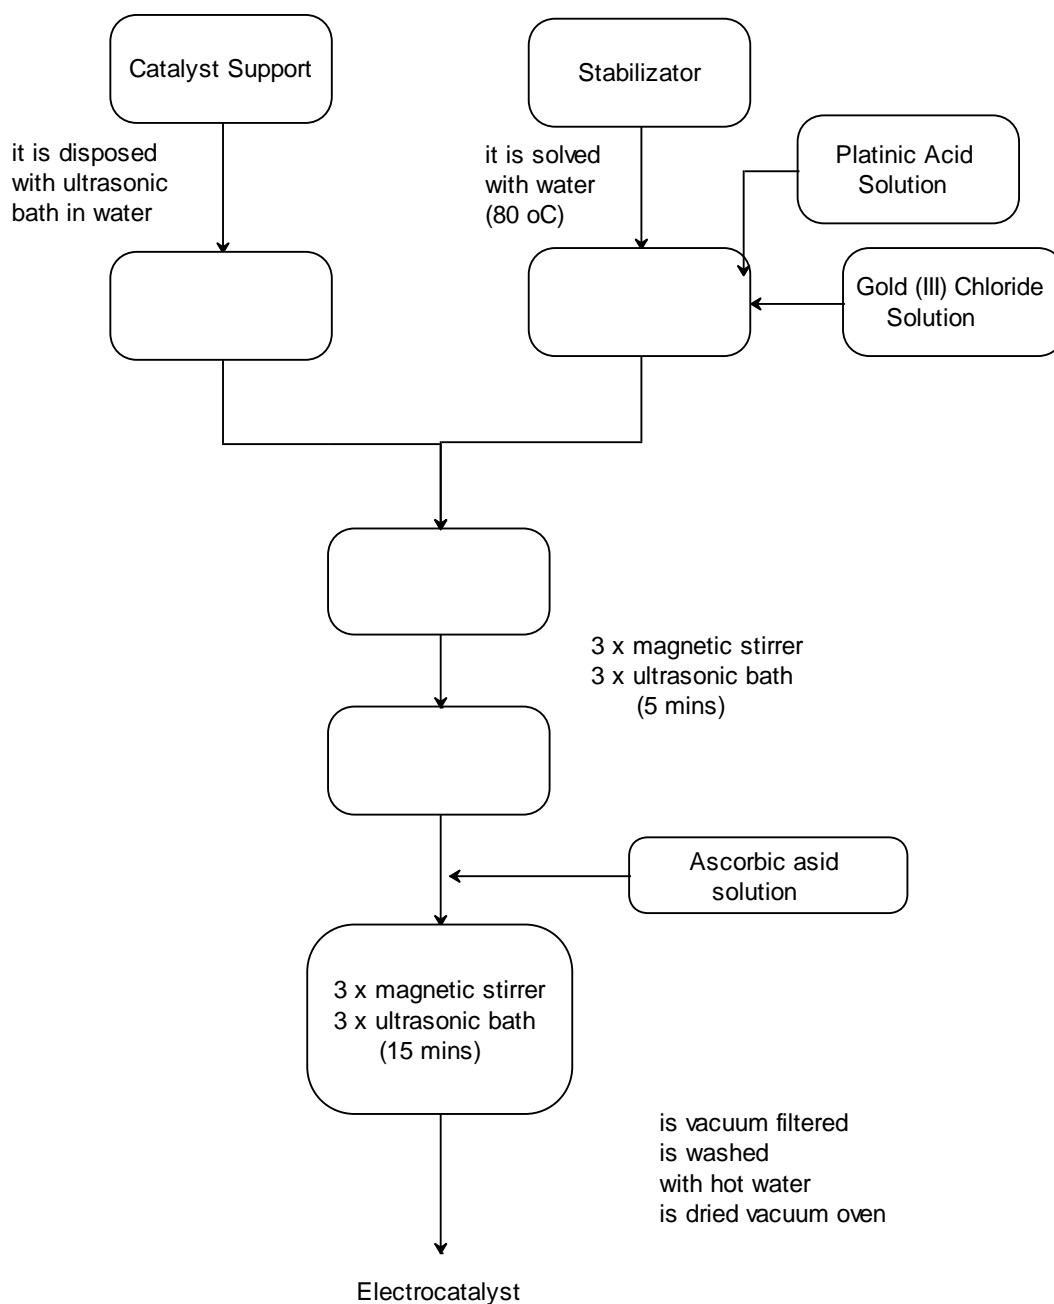 Catalyst Support
Stabilizator
it is disposed
with ultrasonic
bath in water
it is solved
with water
(80 oC)
Platinic Acid
Solution
Gold (III) Chloride
Solution
3 x magnetic stirrer
3 x ultrasonic bath
(5 mins)
Ascorbic asid
solution
3 x magnetic stirrer
3 x ultrasonic bath
(15 mins)
is vacuum filtered
is washed
with hot water
is dried vacuum oven
Electrocatalyst